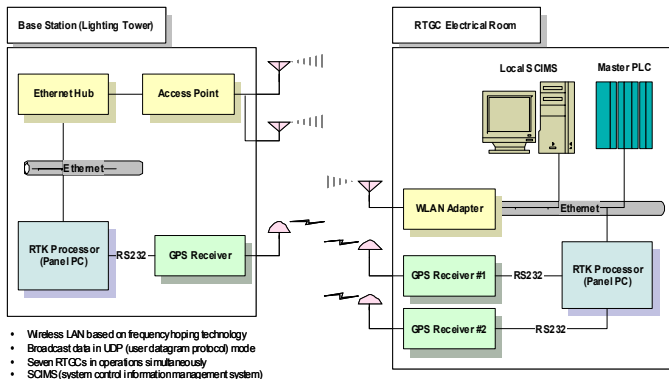 Base Station (Lighting Tower)
RTGC Electrical Room
Ethernet Hub
Access Point
Ethernet
RTK Processor
(Panel PC)
RS232
GPS Receiver
Local SCIMS
Master PLC
WLAN Adapter
Ethernet
GPS Receiver #1
RS232
RTK Processor
(Panel PC)
GPS Receiver #2
RS232
• Wireless LAN based on frequency hoping technology
• Broadcast data in UDP (user datagram protocol) mode
• Seven RTGCs in operations simultaneously
• SCIMS (system control information management system)